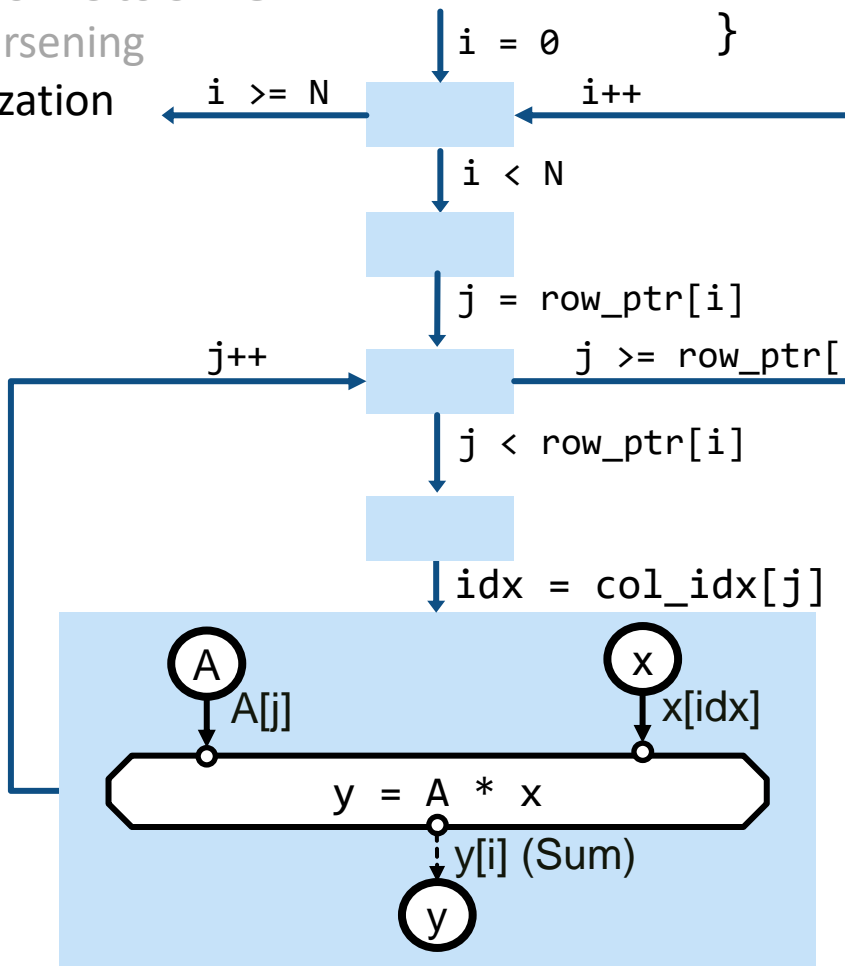 i = 0
}
rsening
i >= N
zation
i++
i < N
j = row_ptr[i]
j++
j >= row_ptr[
j < row_ptr[i]
idx = col_idx[j]
A
x
A[j]
x[idx]
y = A * x
y[i] (Sum)
y